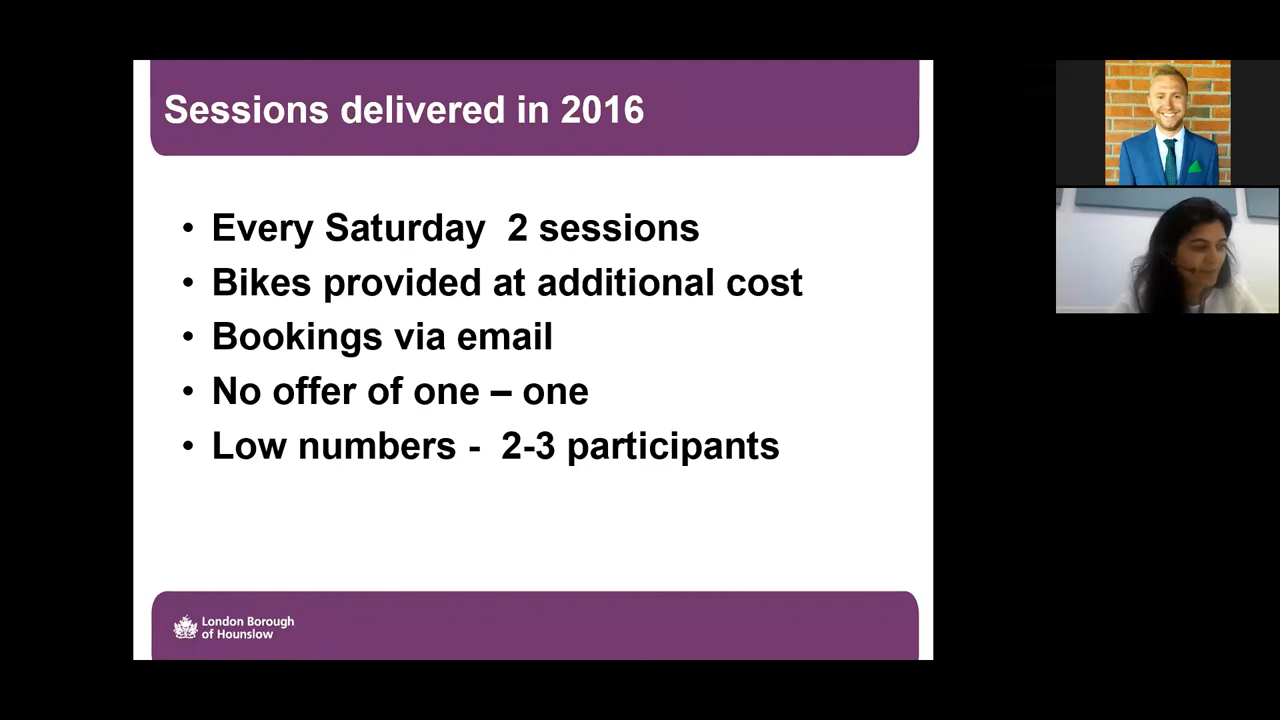 Sessions delivered in 2016
• Every Saturday  2 sessions
• Bikes provided at additional cost
• Bookings via email
• No offer of one – one
• Low numbers -  2-3 participants
London Borough
of Hounslow